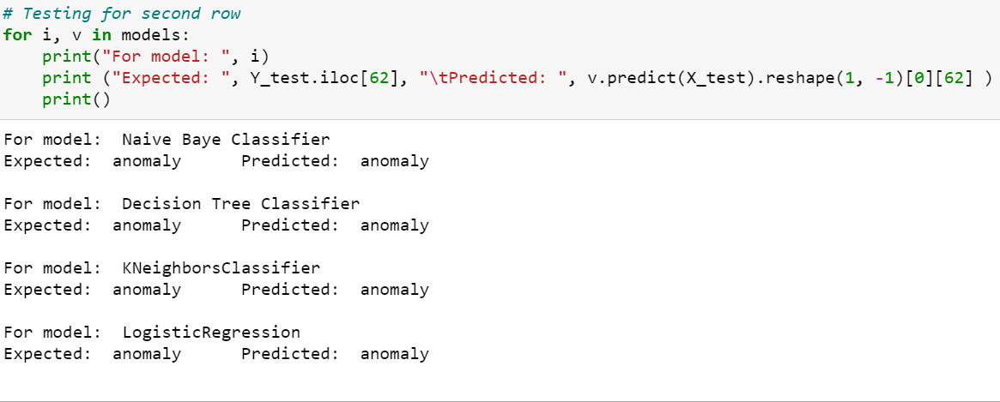 # Testing for second row
for i, v in models:
    print("For model: ", i)
    print ("Expected: ", Y_test.iloc[62], "\tPredicted: ", v.predict(X_test).reshape(1, -1)[0][62] )
    print()
For model:  Naive Baye Classifier
Expected:  anomaly      Predicted:  anomaly
For model:  Decision Tree Classifier
Expected:  anomaly      Predicted:  anomaly
For model:  KNeighborsClassifier
Expected:  anomaly      Predicted:  anomaly
For model:  LogisticRegression
Expected:  anomaly      Predicted:  anomaly